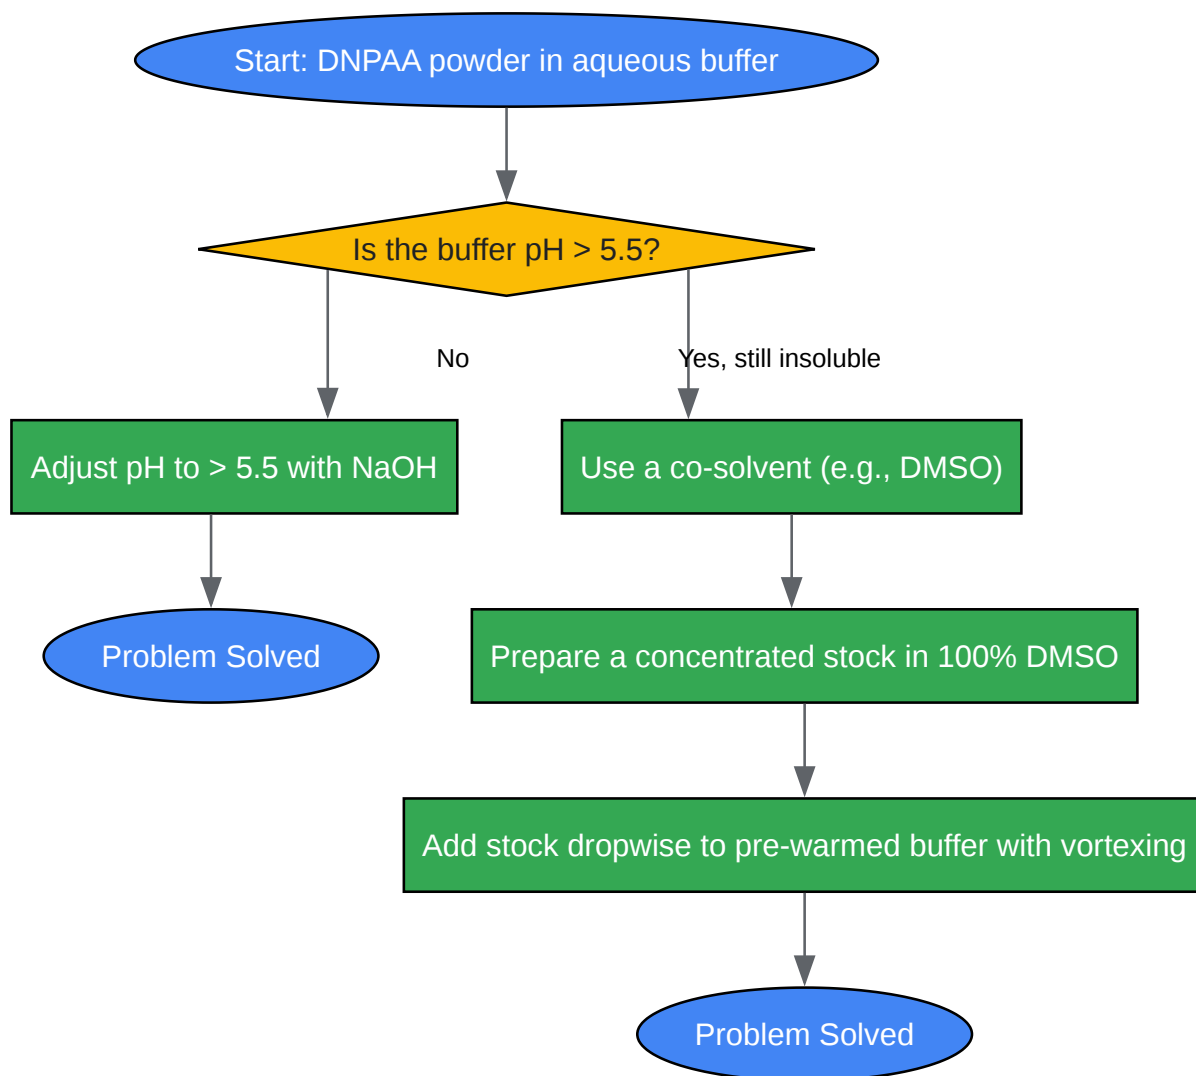 Start: DNPAA powder in aqueous buffer
Is the buffer pH > 5.5?
No
Yes, still insoluble
Adjust pH to > 5.5 with NaOH
Use a co-solvent (e.g., DMSO)
Problem Solved
Prepare a concentrated stock in 100% DMSO
Add stock dropwise to pre-warmed buffer with vortexing
Problem Solved